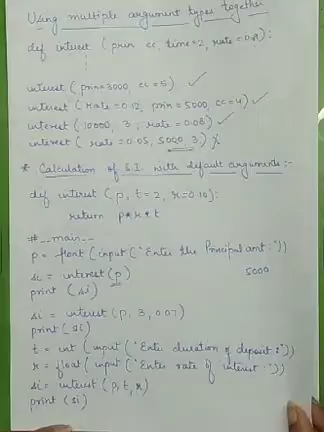 Using multiple argument types together
def interest (prin cc, time=2, rate=0.09):
interest (prin=3000, cc=5) ✓
interest (rate=0.12, prin=5000, cc=4) ✓
interest (10000, 3, rate=0.08) ✓
interest (rate=0.05, 5000, 3) ✗
* Calculation of S.I. with default arguments:-
def interest (p, t=2, r=0.10):
return p*r*t
#__main__
p = float (input ("Enter the Principal amt:"))
si = interest (p) 5000
print (si)
si = interest (p, 3, 0.07)
print (si)
t = int (input ("Enter duration of deposit:"))
r = float (input ("Enter rate of interest:"))
si = interest (p, t, r)
print (si)